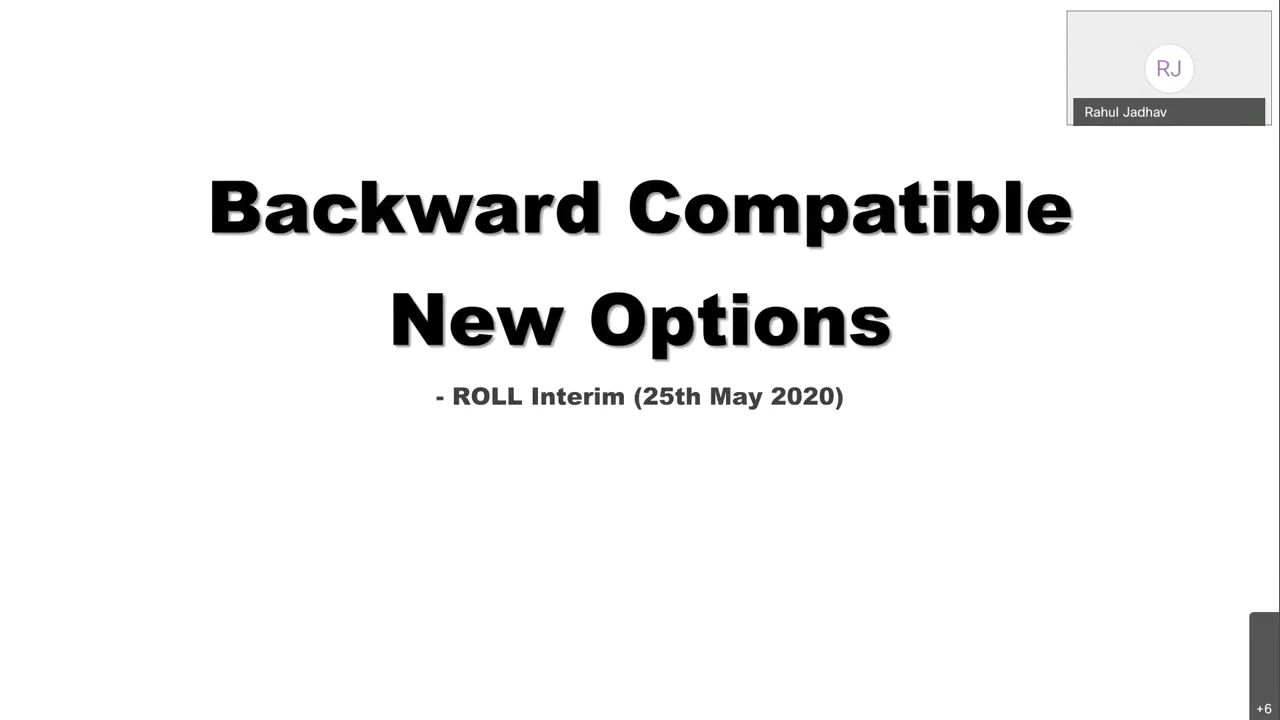 RJ
Rahul Jadhav
Backward Compatible
New Options
- ROLL Interim (25th May 2020)
+6